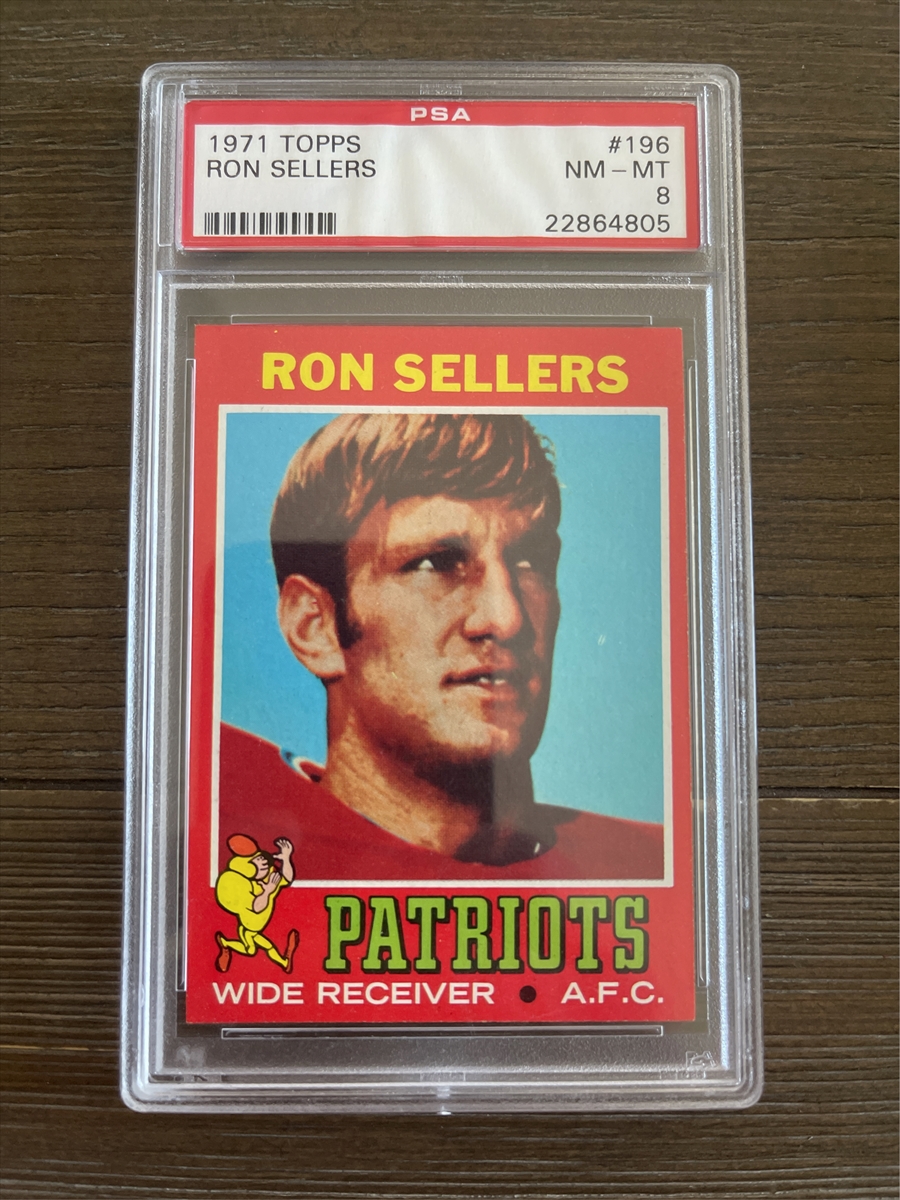 PSA
1971 TOPPS #196
RON SELLERS NM - MT
8
22864805
RON SELLERS
PATRIOTS
WIDE RECEIVER • A.F.C.